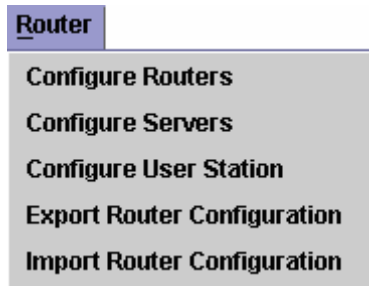 Router
Configure Routers
Configure Servers
Configure User Station
Export Router Configuration
Import Router Configuration